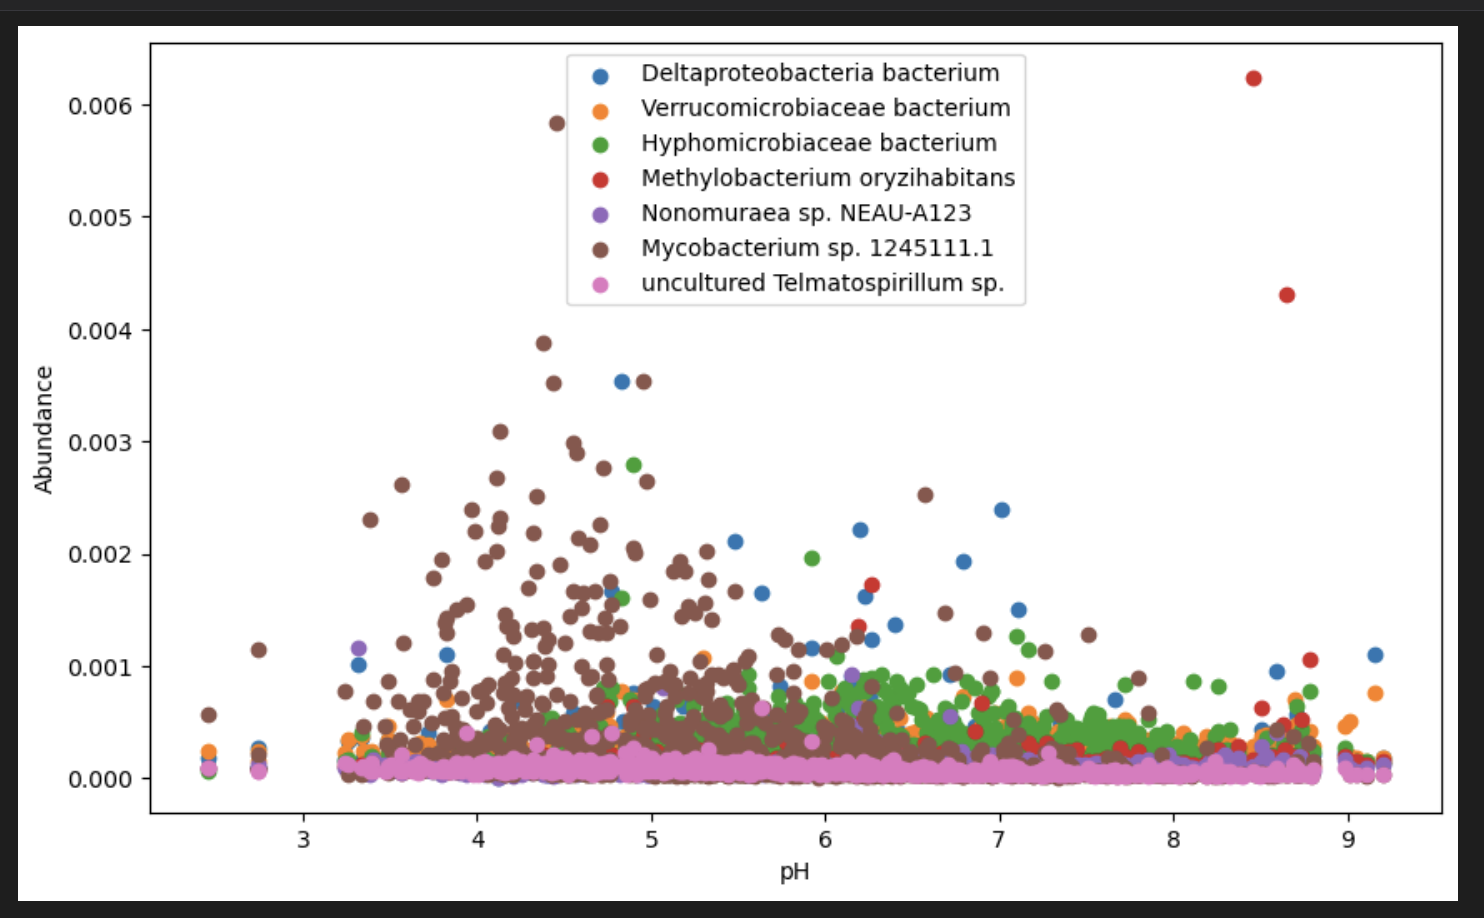 Deltaproteobacteria bacterium
Verrucomicrobiaceae bacterium
Hyphomicrobiaceae bacterium
Methylobacterium oryzihabitans
Nonomuraea sp. NEAU-A123
Mycobacterium sp. 1245111.1
uncultured Telmatospirillum sp.
0.006
0.005
0.004
0.003
0.002
0.001
0.000
Abundance
3 4 5 6 7 8 9
pH